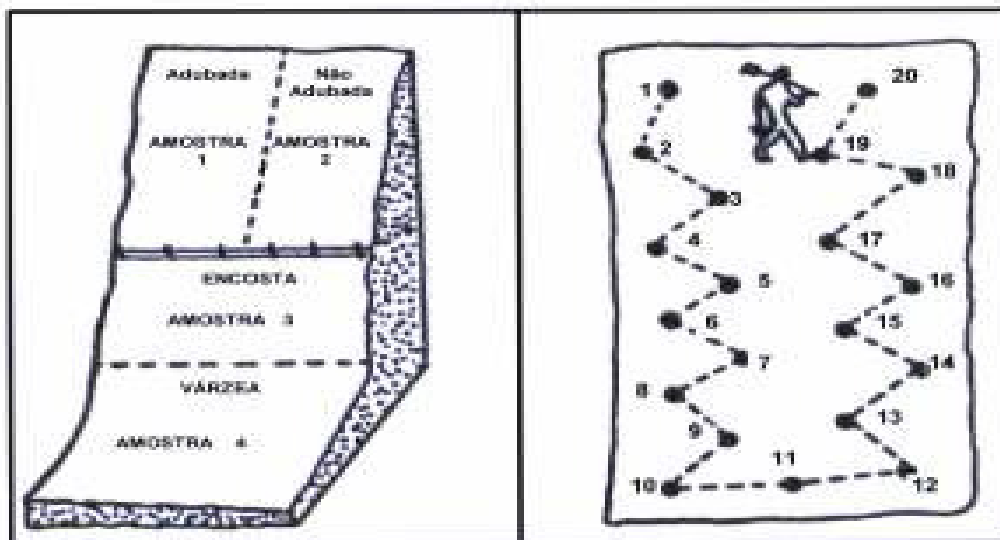 Adubada
Não
Adubada
AMOSTRA
1
AMOSTRA
2
ENCOSTA
AMOSTRA 3
VÁRZEA
AMOSTRA 4
1
2
3
4
5
6
7
8
9
10
11
12
13
14
15
16
17
18
19
20